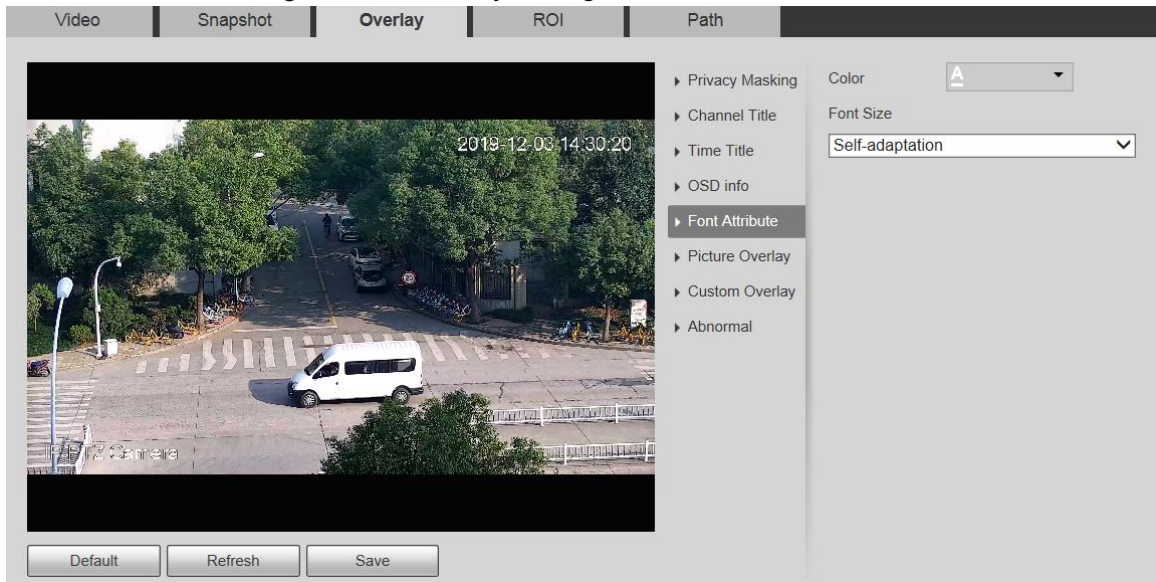 Video Snapshot Overlay ROI Path
2019-12-03 14:30:20
IP PTZ Camera
Privacy Masking
Channel Title
Time Title
OSD info
Font Attribute
Picture Overlay
Custom Overlay
Abnormal
Color A
Font Size
Self-adaptation
Default Refresh Save